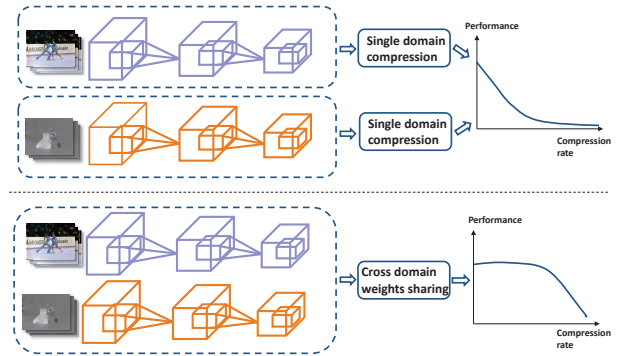 Performance
Single domain
compression
Single domain
compression
Compression
rate
Performance
Cross domain
weights sharing
Compression
rate